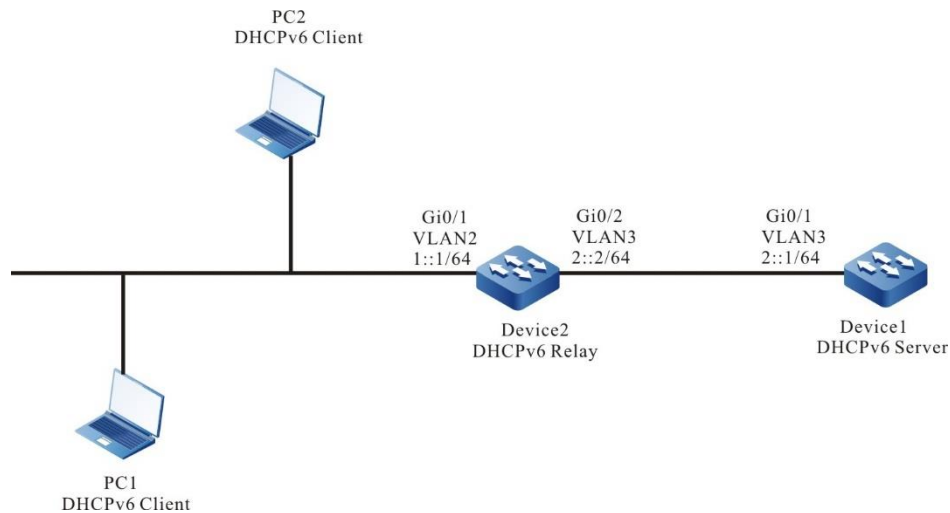 PC2
DHCPv6 Client
Gi0/1
VLAN2
1::1/64
Gi0/2
VLAN3
2::2/64
Gi0/1
VLAN3
2::1/64
Device2
DHCPv6 Relay
Device1
DHCPv6 Server
PC1
DHCPv6 Client